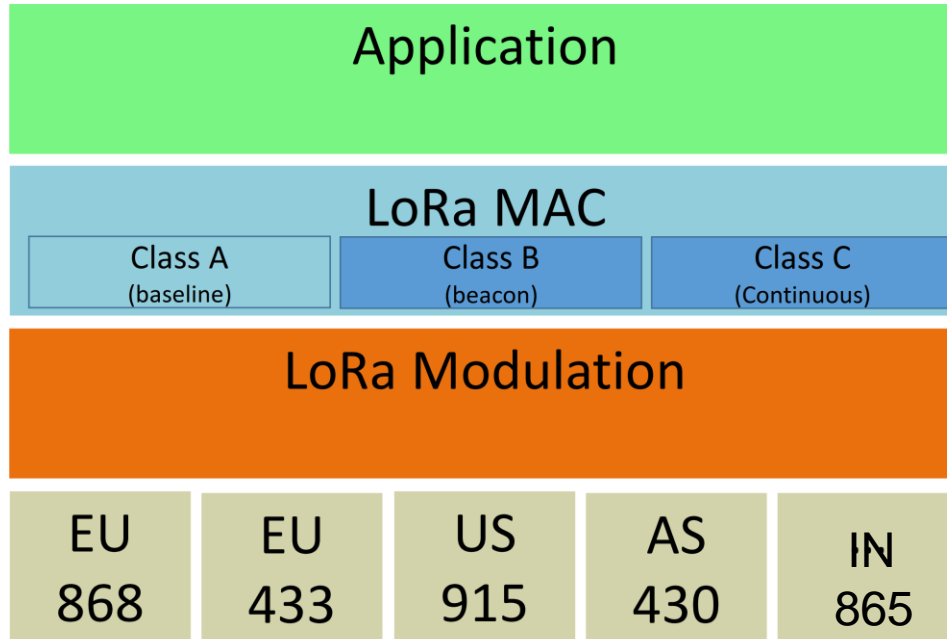 Application
LoRa MAC
Class A
(baseline)
Class B
(beacon)
Class C
(Continuous)
LoRa Modulation
EU
868
EU
433
US
915
AS
430
IN
865